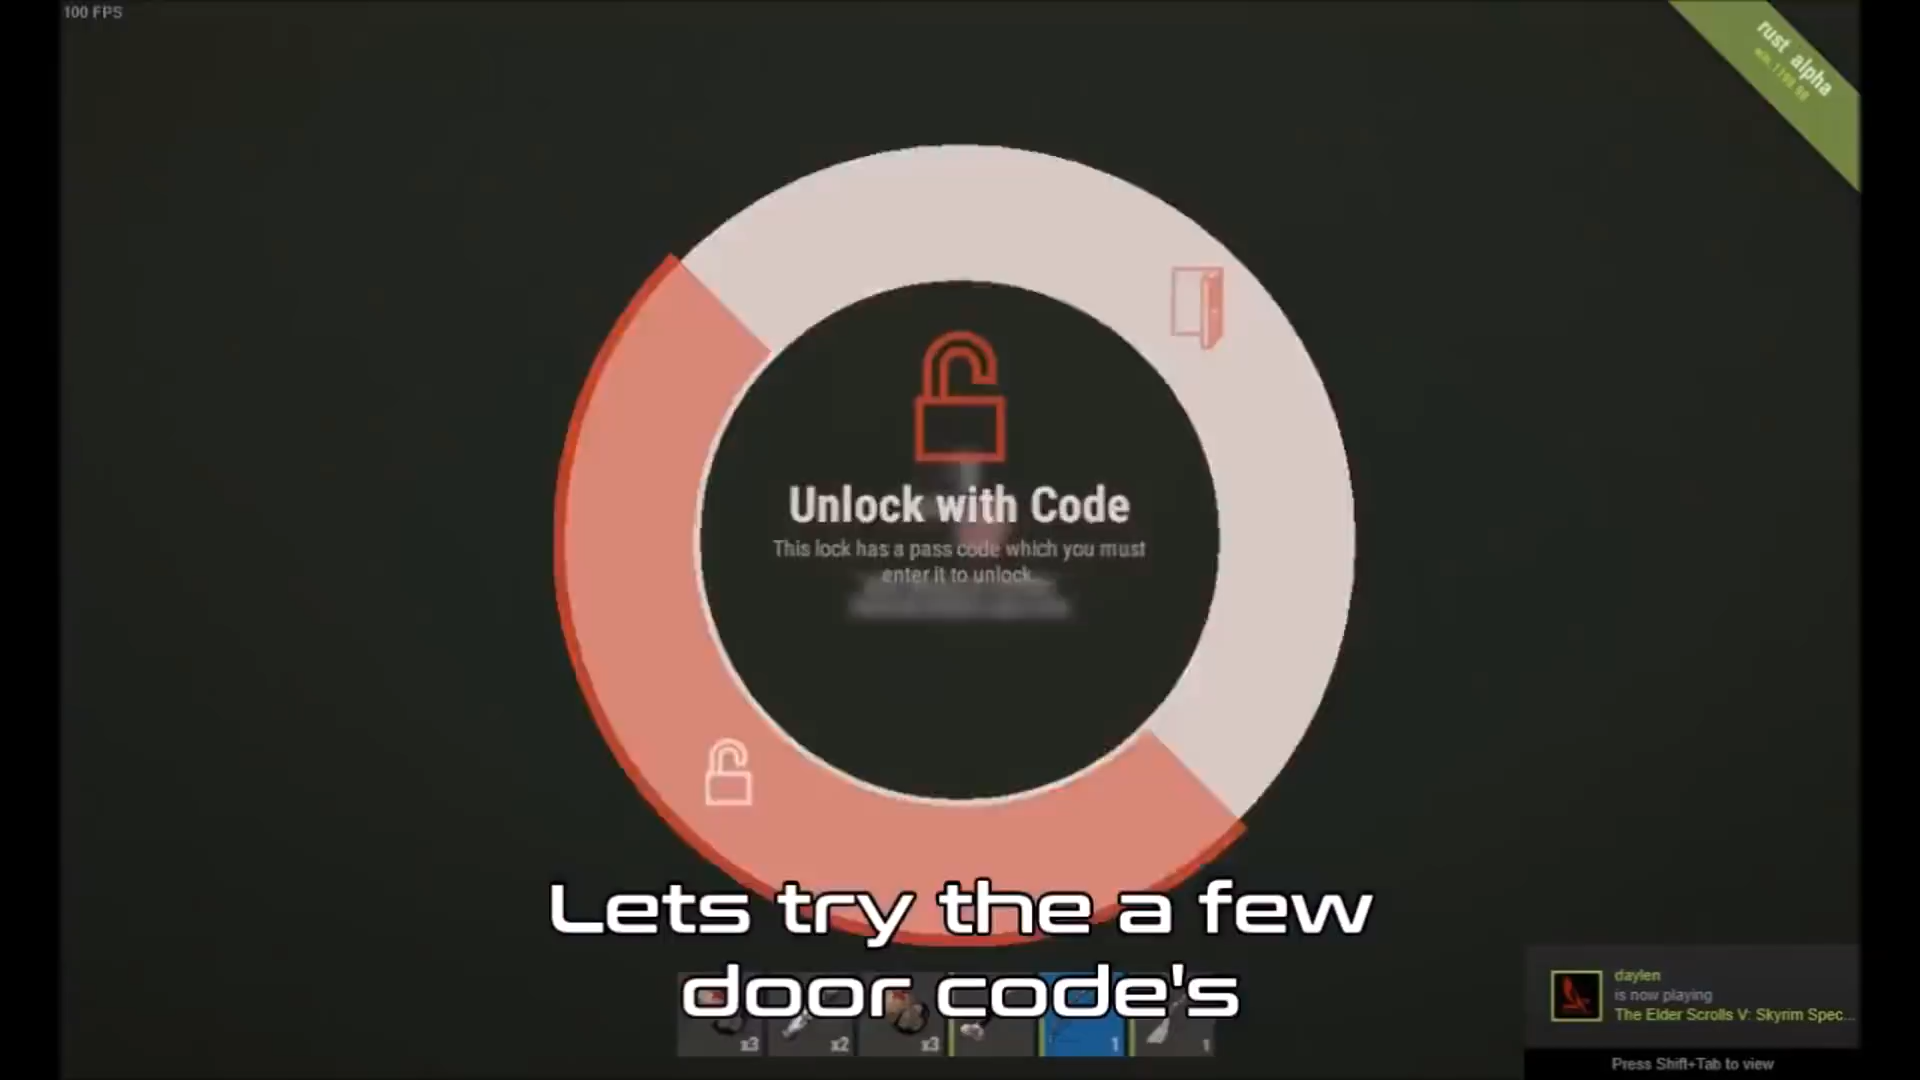 100 FPS
rust alpha
Unlock with Code
This lock has a pass code which you must
enter it to unlock.
Lets try the a few
door code's
x3
x2
x3
1
1
daylen
is now playing
The Elder Scrolls V: Skyrim Spec...
Press Shift+Tab to view